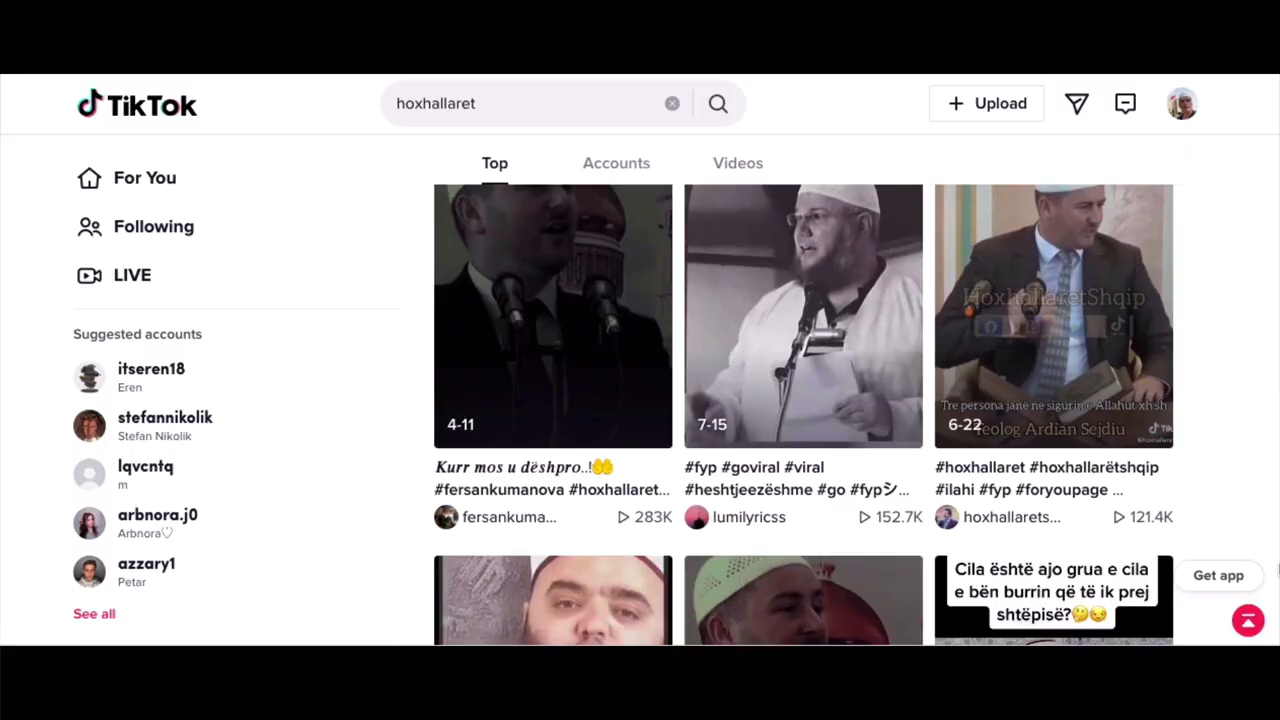 TikTok
hoxhallaret
Upload
Top
Accounts
Videos
For You
Following
LIVE
Suggested accounts
itseren18
Eren
stefannikolik
Stefan Nikolik
lqvcntq
m
arbnora.j0
Arbnora♡
azzary1
Petar
See all
4-11
𝑲𝒖𝒓𝒓 𝒎𝒐𝒔 𝒖 𝒅ë𝒔𝒉𝒑𝒓𝒐..!🤲
#fersankumanova #hoxhallaret...
fersankuma...
283K
7-15
#fyp #goviral #viral
#heshtjeezëshme #go #fypシ...
lumilyricss
152.7K
HoxhallaretShqip
Tre persona jane ne sigurin e Allahut xh.sh
6-22
Teolog Ardian Sejdiu
#hoxhallaret #hoxhallarëtshqip
#ilahi #fyp #foryoupage ...
hoxhallarets...
121.4K
Cila është ajo grua e cila
e bën burrin që të ik prej
shtëpisë?🤔😒
Get app